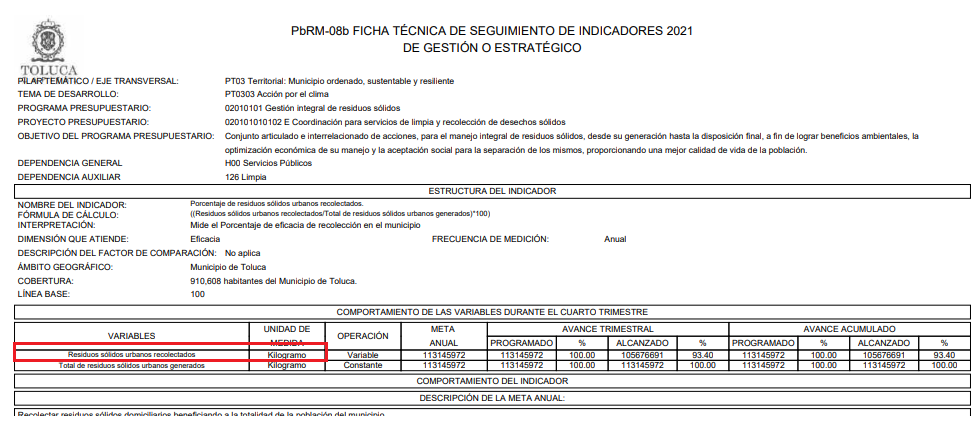 PbRM-08b FICHA TÉCNICA DE SEGUIMIENTO DE INDICADORES 2021
DE GESTIÓN O ESTRATÉGICO
TOLUCA
PILAR TEMÁTICO / EJE TRANSVERSAL: PT03 Territorial: Municipio ordenado, sustentable y resiliente
TEMA DE DESARROLLO: PT0303 Acción por el clima
PROGRAMA PRESUPUESTARIO: 02010101 Gestión integral de residuos sólidos
PROYECTO PRESUPUESTARIO: 020101010102 E Coordinación para servicios de limpia y recolección de desechos sólidos
OBJETIVO DEL PROGRAMA PRESUPUESTARIO: Conjunto articulado e interrelacionado de acciones, para el manejo integral de residuos sólidos, desde su generación hasta la disposición final, a fin de lograr beneficios ambientales, la
optimización económica de su manejo y la aceptación social para la separación de los mismos, proporcionando una mejor calidad de vida de la población.
DEPENDENCIA GENERAL H00 Servicios Públicos
DEPENDENCIA AUXILIAR 126 Limpia
ESTRUCTURA DEL INDICADOR
NOMBRE DEL INDICADOR: Porcentaje de residuos sólidos urbanos recolectados.
FÓRMULA DE CÁLCULO: ((Residuos sólidos urbanos recolectados/Total de residuos sólidos urbanos generados)*100)
INTERPRETACIÓN: Mide el Porcentaje de eficacia de recolección en el municipio
DIMENSIÓN QUE ATIENDE: Eficacia FRECUENCIA DE MEDICIÓN: Anual
DESCRIPCIÓN DEL FACTOR DE COMPARACIÓN: No aplica
ÁMBITO GEOGRÁFICO: Municipio de Toluca
COBERTURA: 910,608 habitantes del Municipio de Toluca.
LÍNEA BASE: 100
COMPORTAMIENTO DE LAS VARIABLES DURANTE EL CUARTO TRIMESTRE
VARIABLES UNIDAD DE MEDIDA OPERACIÓN META ANUAL AVANCE TRIMESTRAL AVANCE ACUMULADO
PROGRAMADO % ALCANZADO % PROGRAMADO % ALCANZADO %
Residuos sólidos urbanos recolectados Kilogramo Variable 113145972 113145972 100.00 105676691 93.40 113145972 100.00 105676691 93.40
Total de residuos sólidos urbanos generados Kilogramo Constante 113145972 113145972 100.00 113145972 100.00 113145972 100.00 113145972 100.00
COMPORTAMIENTO DEL INDICADOR
DESCRIPCIÓN DE LA META ANUAL:
Recolectar residuos sólidos domiciliarios beneficiando a la totalidad de la población del municipio